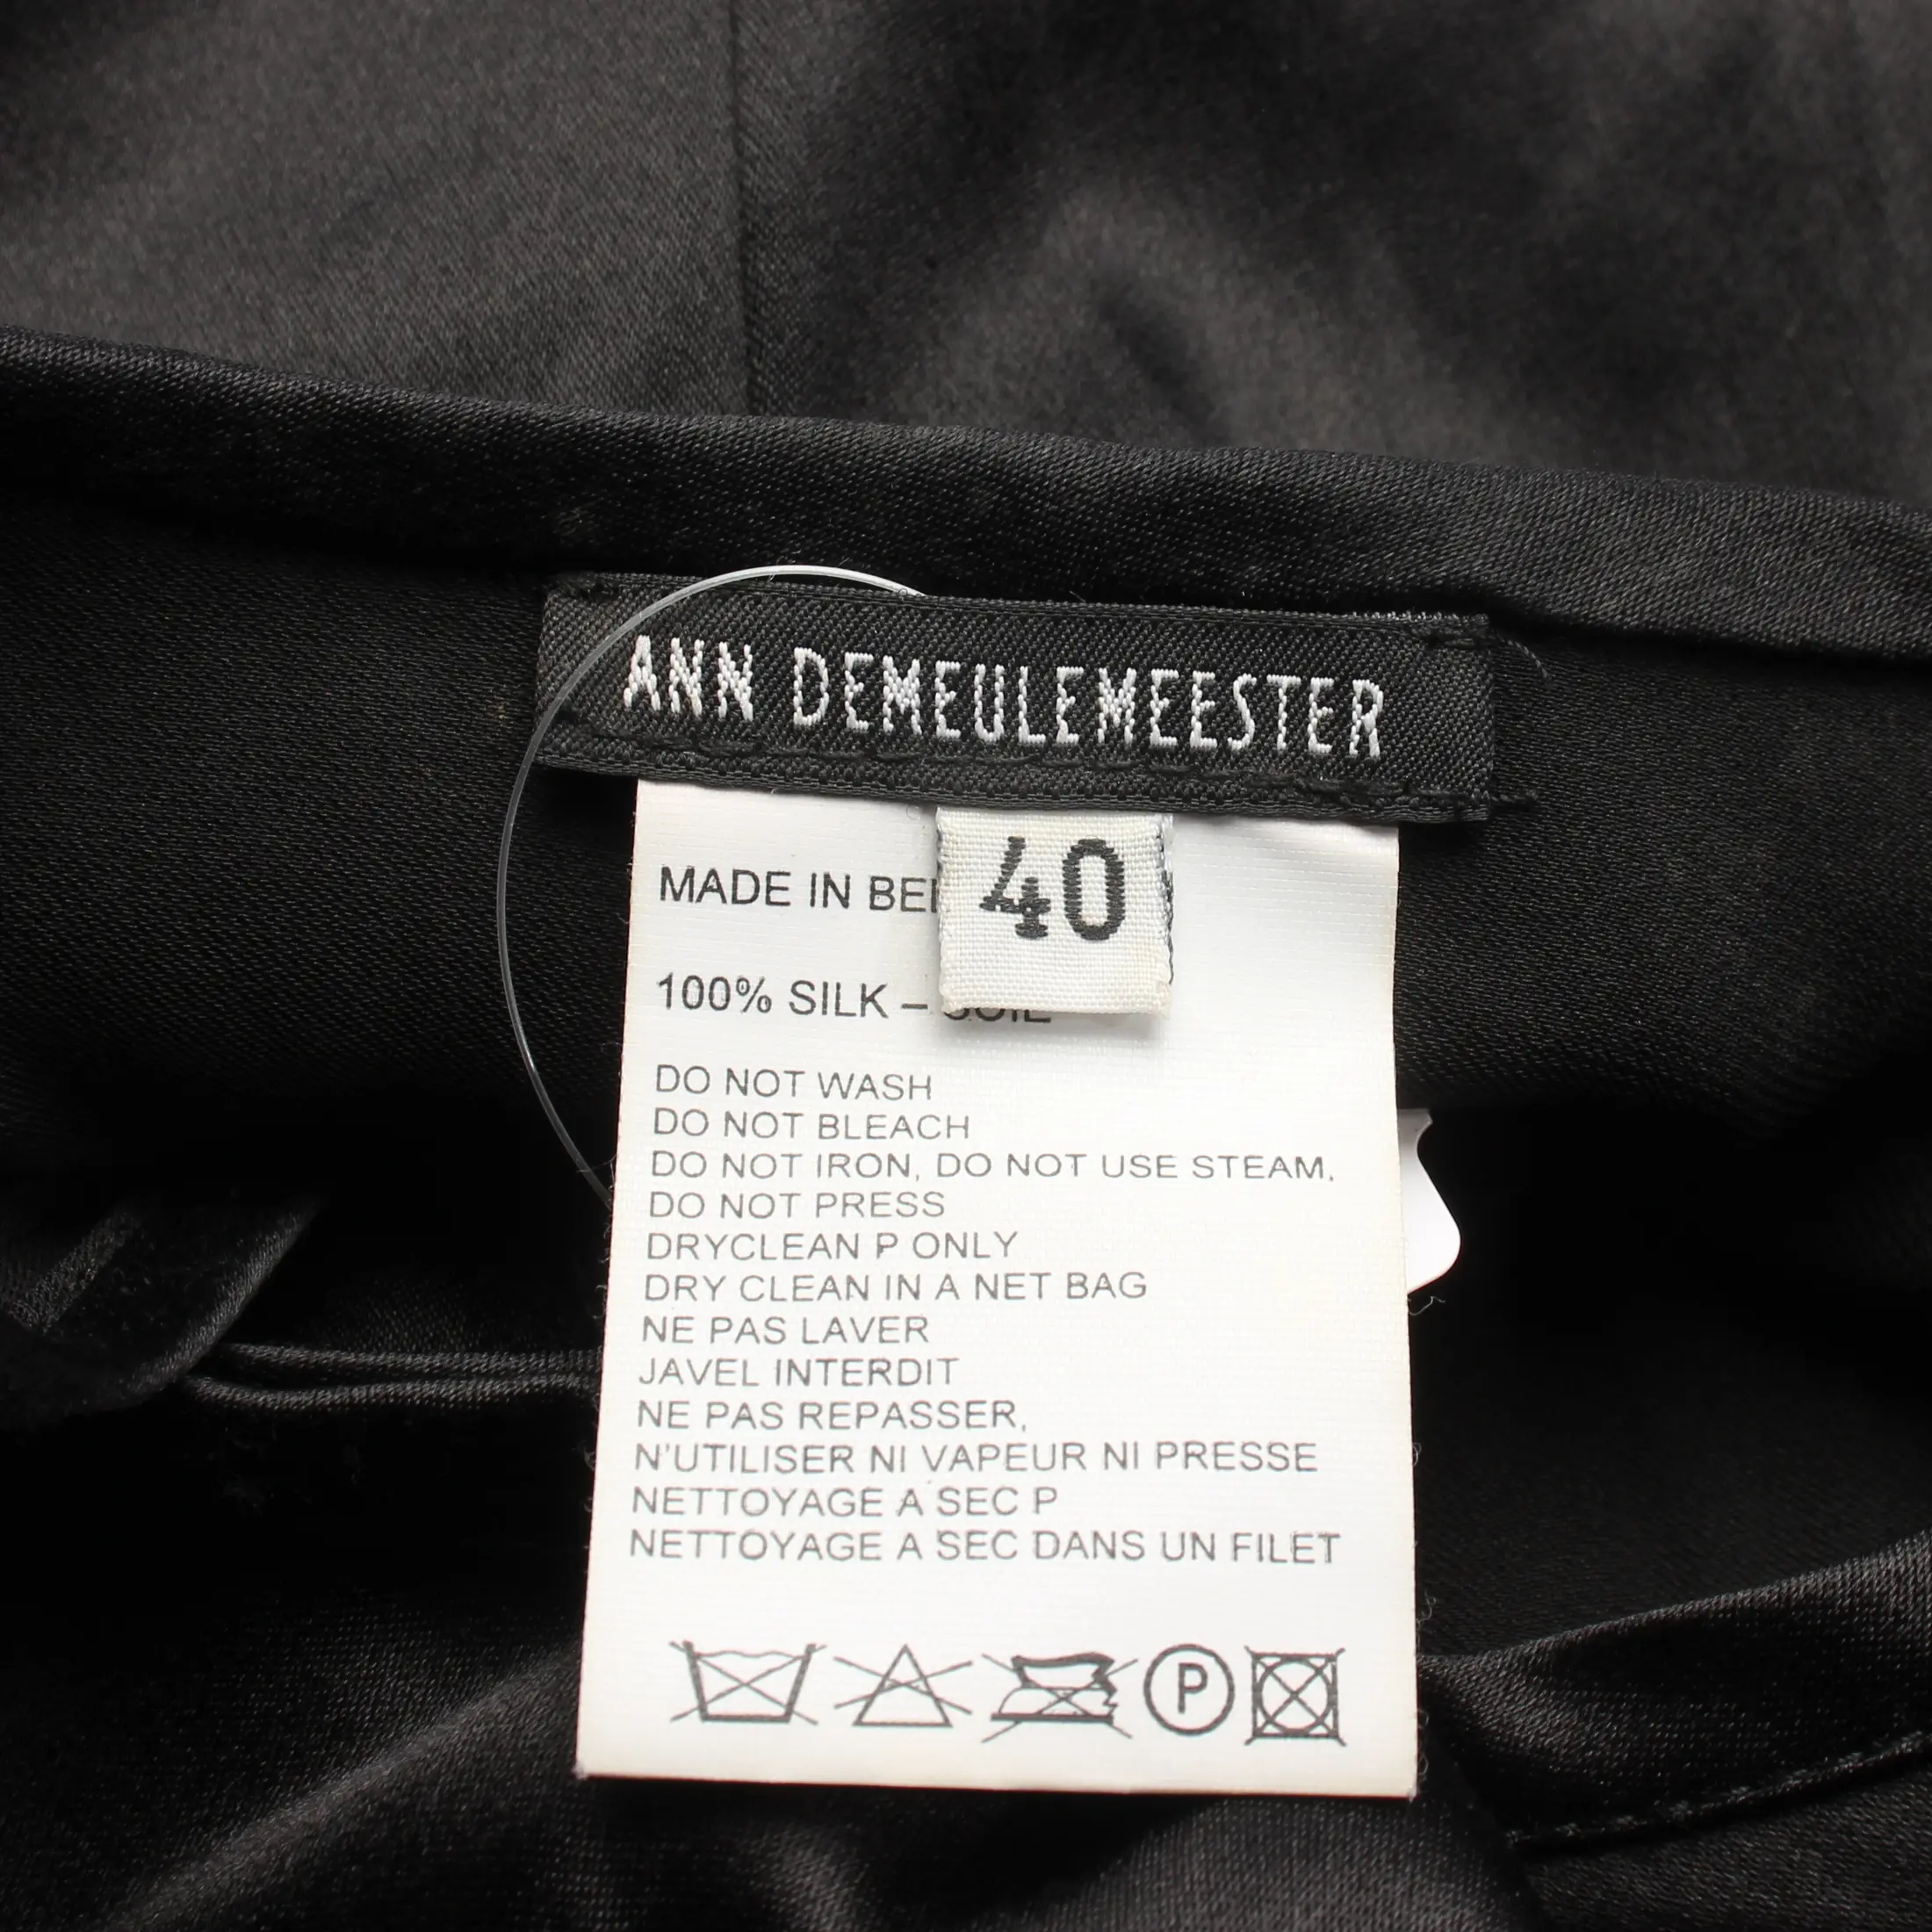 ANN DEMEULEMEESTER
40
MADE IN
100% SILK –
DO NOT WASH
DO NOT BLEACH
DO NOT IRON, DO NOT USE STEAM,
DO NOT PRESS
DRYCLEAN P ONLY
DRY CLEAN IN A NET BAG
NE PAS LAVER
JAVEL INTERDIT
NE PAS REPASSER,
N'UTILISER NI VAPEUR NI PRESSE
NETTOYAGE A SEC P
NETTOYAGE A SEC DANS UN FILET
P